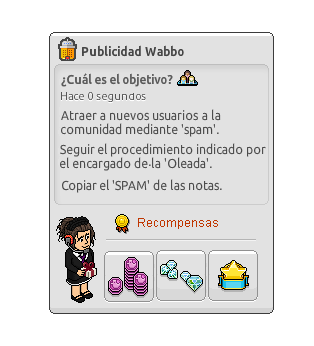 Publicidad Wabbo
¿Cuál es el objetivo?
Hace 0 segundos
Atraer a nuevos usuarios a la
comunidad mediante 'spam'.
Seguir el procedimiento indicado por
el encargado de la 'Oleada'.
Copiar el 'SPAM' de las notas.
Recompensas